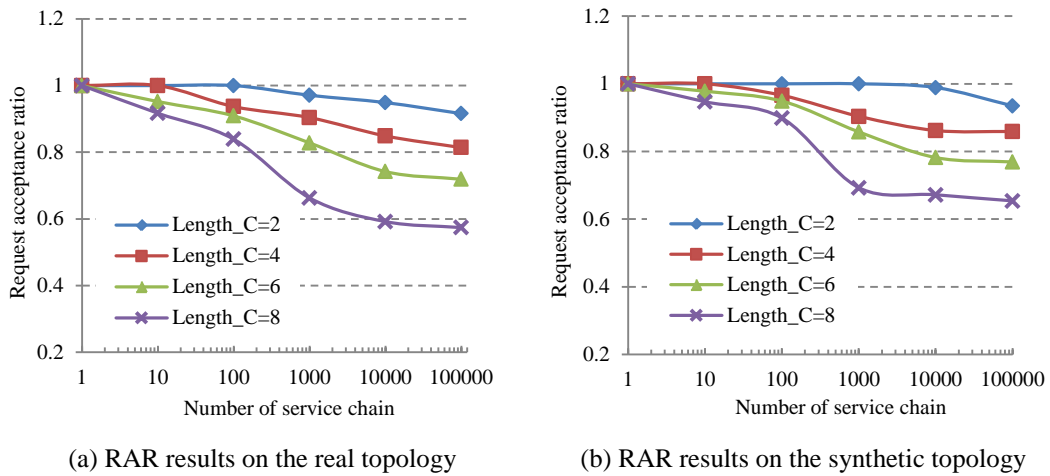 1.2
1
0.8
0.6
0.4
0.2
Request acceptance ratio
Length_C=2
Length_C=4
Length_C=6
Length_C=8
1 10 100 1000 10000 100000
Number of service chain
(a) RAR results on the real topology
1.2
1
0.8
0.6
0.4
0.2
Request acceptance ratio
Length_C=2
Length_C=4
Length_C=6
Length_C=8
1 10 100 1000 10000 100000
Number of service chain
(b) RAR results on the synthetic topology